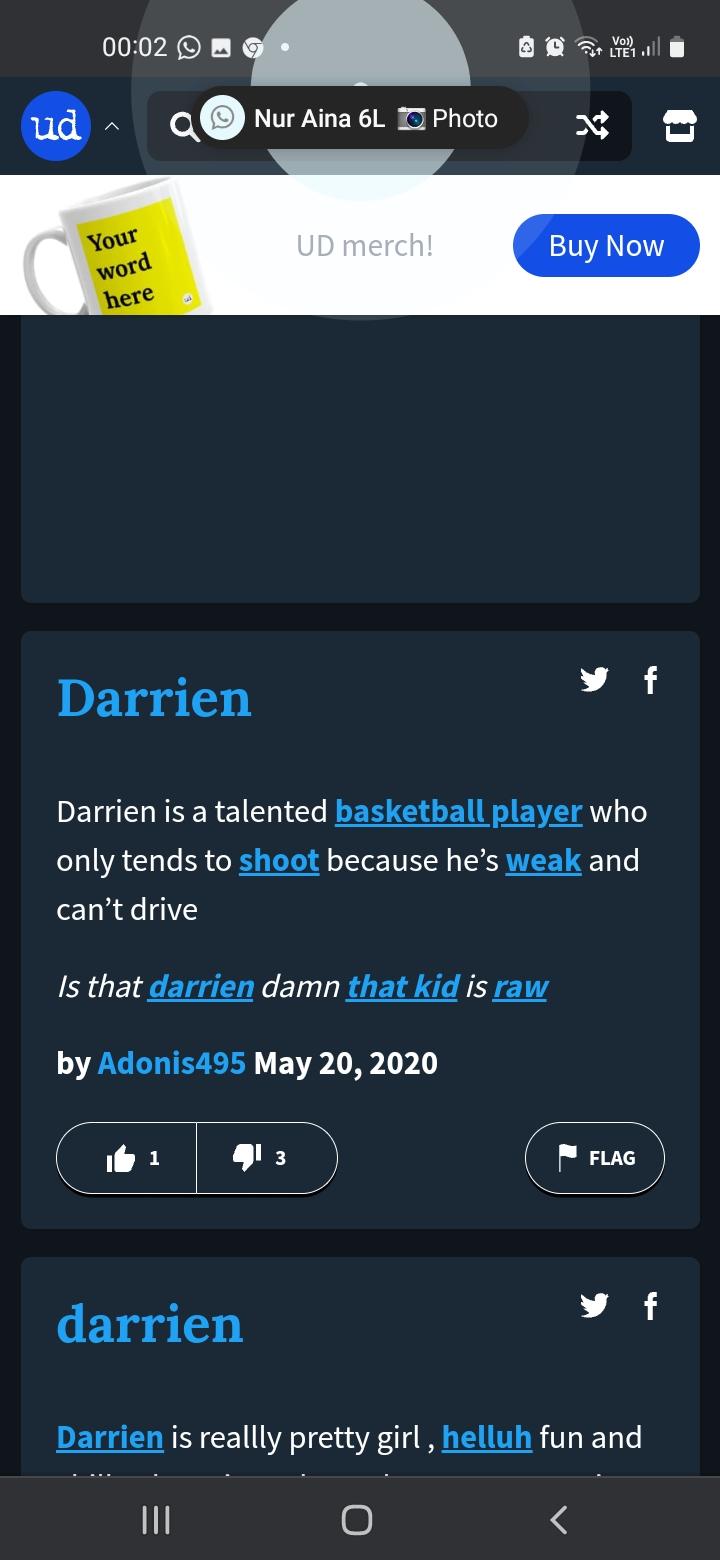 00:02
Vo))
LTE1
ud
Nur Aina 6L 📷 Photo
Your
word
here
ud
UD merch!
Buy Now
Darrien
Darrien is a talented basketball player who
only tends to shoot because he’s weak and
can’t drive
Is that darrien damn that kid is raw
by Adonis495 May 20, 2020
1
3
FLAG
darrien
Darrien is reallly pretty girl , helluh fun and